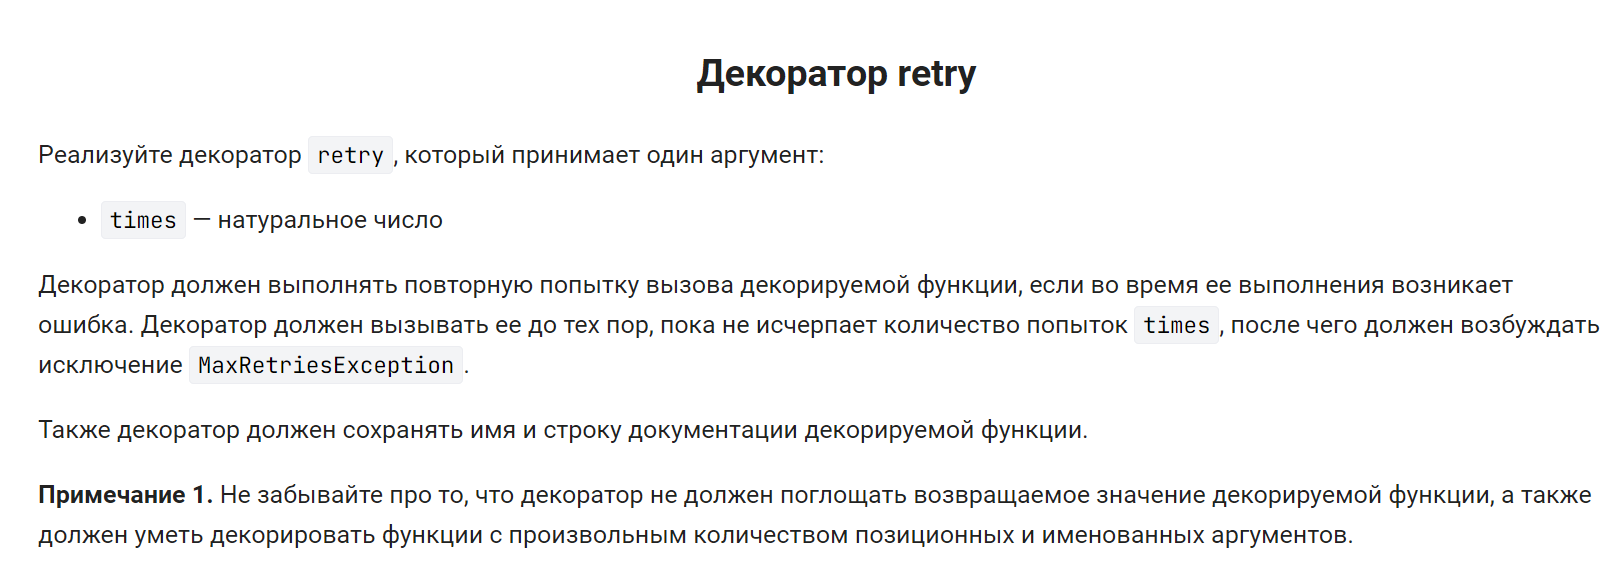 Декоратор retry
Реализуйте декоратор retry, который принимает один аргумент:
• times — натуральное число
Декоратор должен выполнять повторную попытку вызова декорируемой функции, если во время ее выполнения возникает
ошибка. Декоратор должен вызывать ее до тех пор, пока не исчерпает количество попыток times, после чего должен возбуждать
исключение MaxRetriesException.
Также декоратор должен сохранять имя и строку документации декорируемой функции.
Примечание 1. Не забывайте про то, что декоратор не должен поглощать возвращаемое значение декорируемой функции, а также
должен уметь декорировать функции с произвольным количеством позиционных и именованных аргументов.